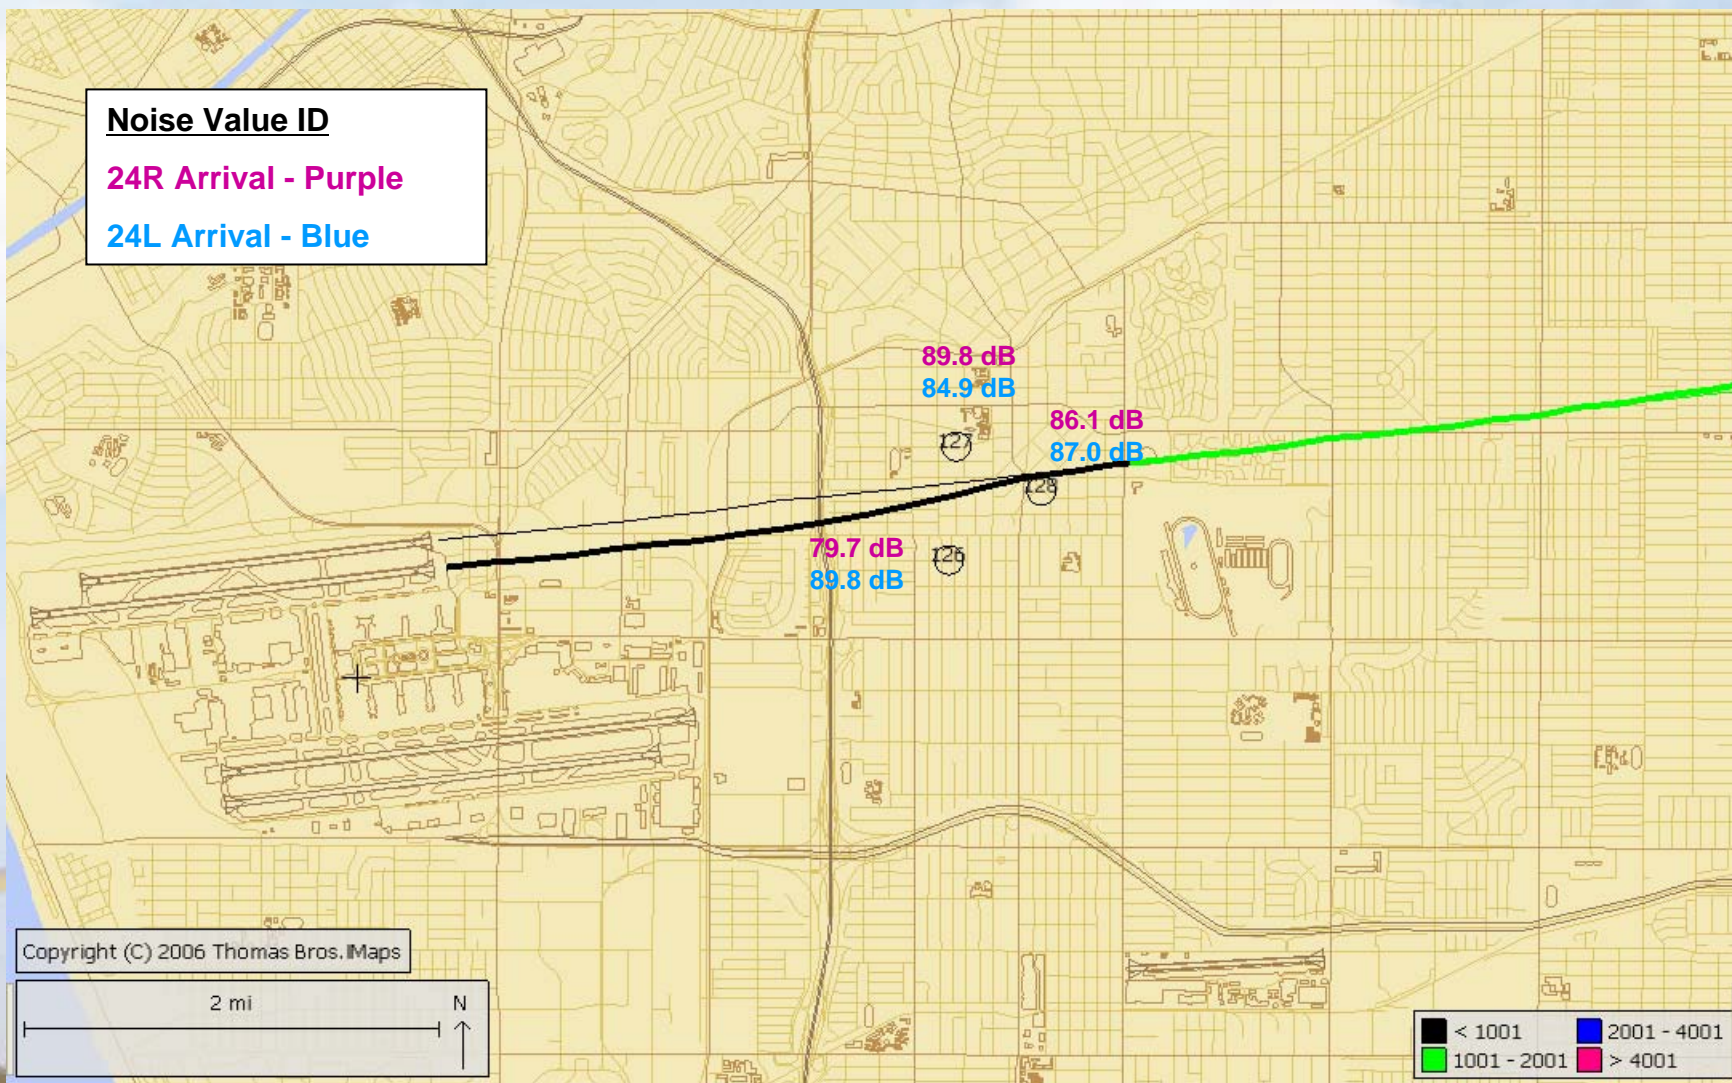 Noise Value ID
24R Arrival - Purple
24L Arrival - Blue
89.8 dB
84.9 dB
86.1 dB
87.0 dB
127
128
79.7 dB
89.8 dB
126
Copyright (C) 2006 Thomas Bros. Maps
2 mi
N
< 1001
2001 - 4001
1001 - 2001
> 4001